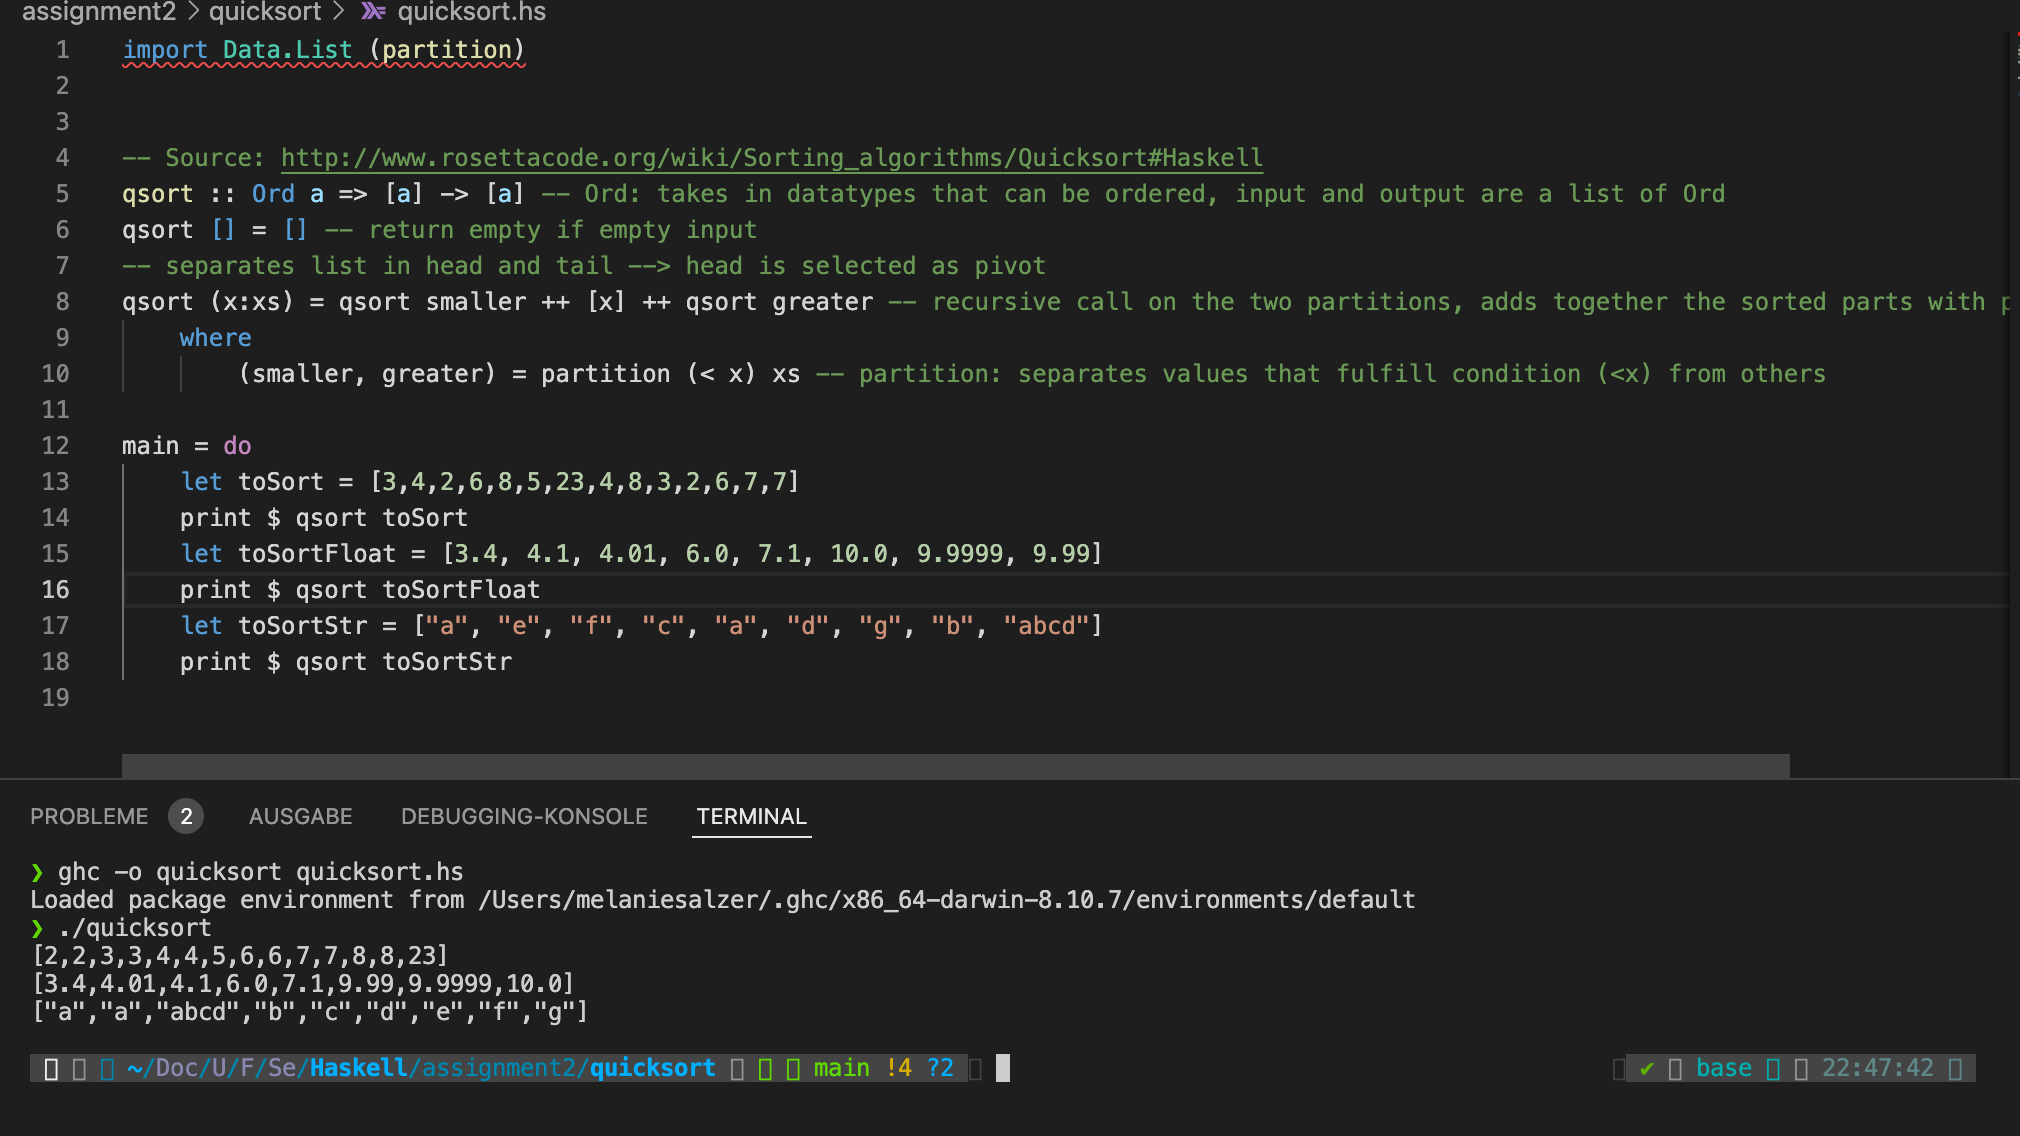 assignment2 > quicksort > quicksort.hs
1 import Data.List (partition)
2
3
4 -- Source: http://www.rosettacode.org/wiki/Sorting_algorithms/Quicksort#Haskell
5 qsort :: Ord a => [a] -> [a] -- Ord: takes in datatypes that can be ordered, input and output are a list of Ord
6 qsort [] = [] -- return empty if empty input
7 -- separates list in head and tail --> head is selected as pivot
8 qsort (x:xs) = qsort smaller ++ [x] ++ qsort greater -- recursive call on the two partitions, adds together the sorted parts with
9 where
10 (smaller, greater) = partition (< x) xs -- partition: separates values that fulfill condition (<x) from others
11
12 main = do
13 let toSort = [3,4,2,6,8,5,23,4,8,3,2,6,7,7]
14 print $ qsort toSort
15 let toSortFloat = [3.4, 4.1, 4.01, 6.0, 7.1, 10.0, 9.9999, 9.99]
16 print $ qsort toSortFloat
17 let toSortStr = ["a", "e", "f", "c", "a", "d", "g", "b", "abcd"]
18 print $ qsort toSortStr
19
PROBLEME 2 AUSGABE DEBUGGING-KONSOLE TERMINAL
❯ ghc -o quicksort quicksort.hs
Loaded package environment from /Users/melaniesalzer/.ghc/x86_64-darwin-8.10.7/environments/default
❯ ./quicksort
[2,2,3,3,4,4,5,6,6,7,7,8,8,23]
[3.4,4.01,4.1,6.0,7.1,9.99,9.9999,10.0]
["a","a","abcd","b","c","d","e","f","g"]
~/Doc/U/F/Se/Haskell/assignment2/quicksort main !4 ?2 ✔ base 22:47:42